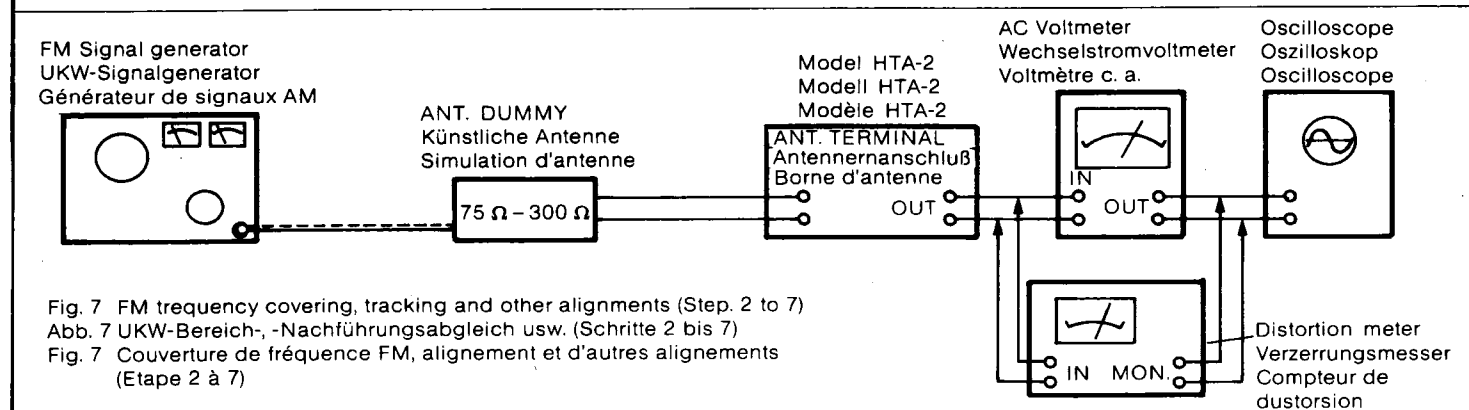 FM Signal generator
UKW-Signalgenerator
Générateur de signaux AM
ANT. DUMMY
Künstliche Antenne
Simulation d'antenne
75 Ω – 300 Ω
Model HTA-2
Modell HTA-2
Modèle HTA-2
ANT. TERMINAL
Antennernanschluß
Borne d'antenne
OUT
AC Voltmeter
Wechselstromvoltmeter
Voltmètre c. a.
IN
OUT
Oscilloscope
Oszilloskop
Oscilloscope
IN MON.
Distortion meter
Verzerrungsmesser
Compteur de
dustorsion
Fig. 7 FM trequency covering, tracking and other alignments (Step. 2 to 7)
Abb. 7 UKW-Bereich-, -Nachführungsabgleich usw. (Schritte 2 bis 7)
Fig. 7 Couverture de fréquence FM, alignement et d'autres alignements
(Etape 2 à 7)